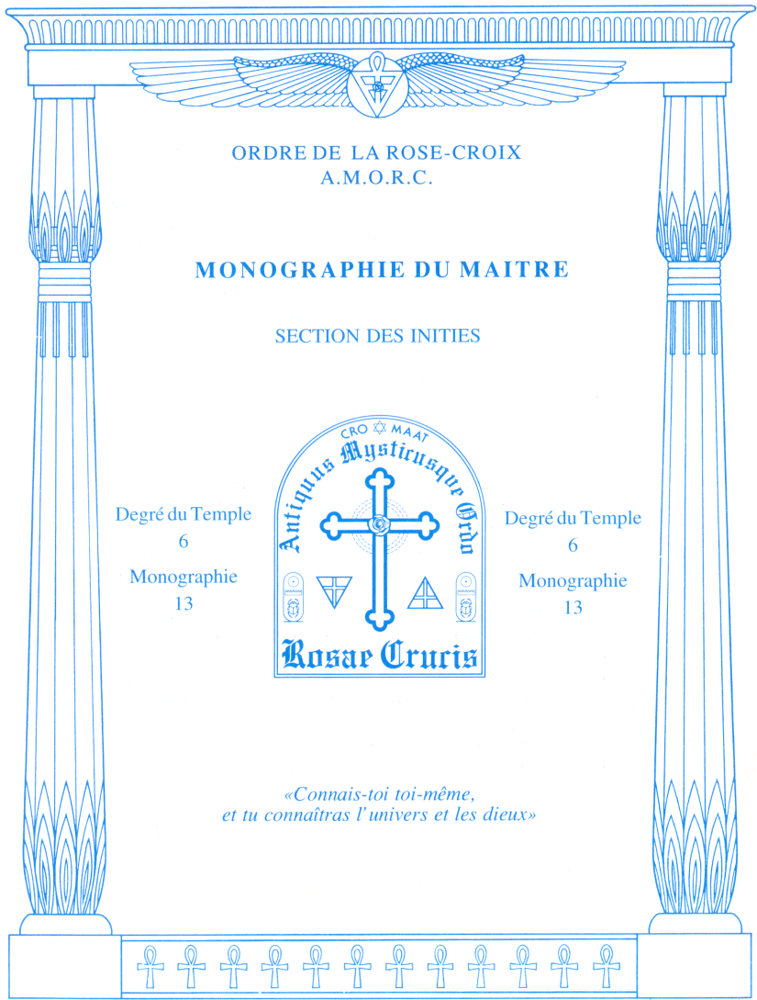 ORDRE DE LA ROSE-CROIX
A.M.O.R.C.
MONOGRAPHIE DU MAITRE
SECTION DES INITIES
CRO MAAT
Antiquus Mysticusque Ordo
Rosae Crucis
Degré du Temple
6
Monographie
13
Degré du Temple
6
Monographie
13
«Connais-toi toi-même,
et tu connaîtras l'univers et les dieux»